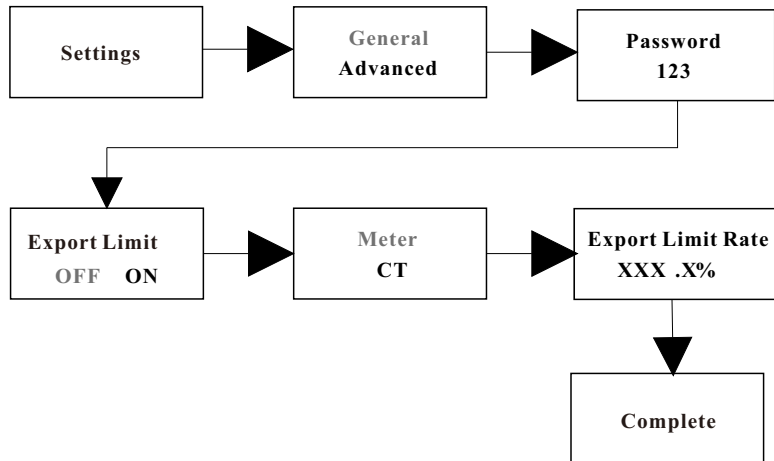 Settings
General
Advanced
Password
123
Export Limit
OFF ON
Meter
CT
Export Limit Rate
XXX .X%
Complete